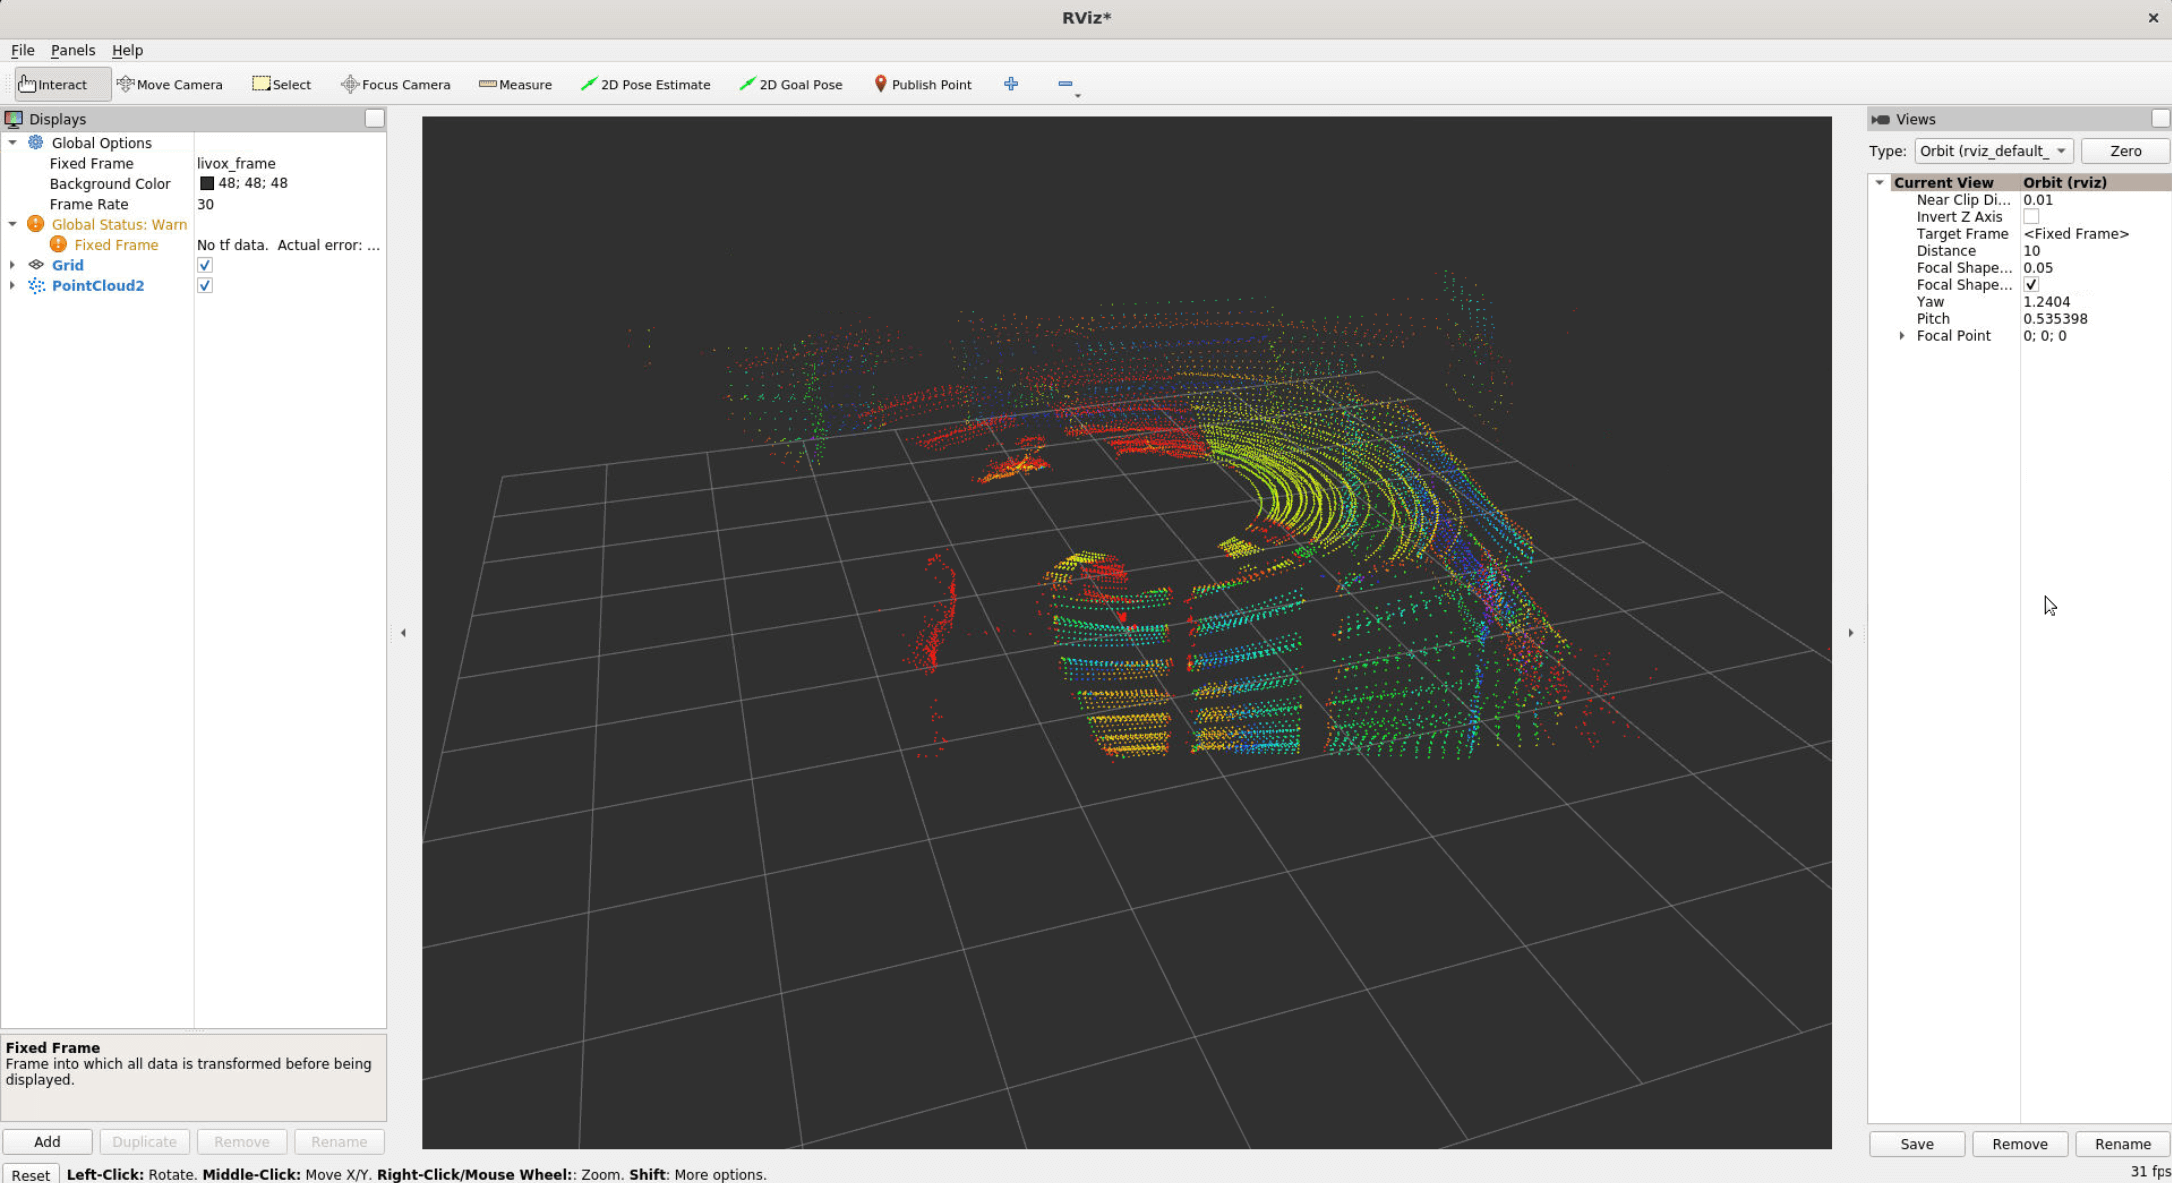 RViz*
File Panels Help
Interact Move Camera Select Focus Camera Measure 2D Pose Estimate 2D Goal Pose Publish Point
Displays
Global Options
Fixed Frame livox_frame
Background Color 48; 48; 48
Frame Rate 30
Global Status: Warn
Fixed Frame No tf data. Actual error: ...
Grid
PointCloud2
Fixed Frame
Frame into which all data is transformed before being
displayed.
Add Duplicate Remove Rename
Reset Left-Click: Rotate. Middle-Click: Move X/Y. Right-Click/Mouse Wheel:: Zoom. Shift: More options.
Views
Type: Orbit (rviz_default_ Zero
Current View Orbit (rviz)
Near Clip Di... 0.01
Invert Z Axis
Target Frame <Fixed Frame>
Distance 10
Focal Shape... 0.05
Focal Shape...
Yaw 1.2404
Pitch 0.535398
Focal Point 0; 0; 0
Save Remove Rename
31 fps